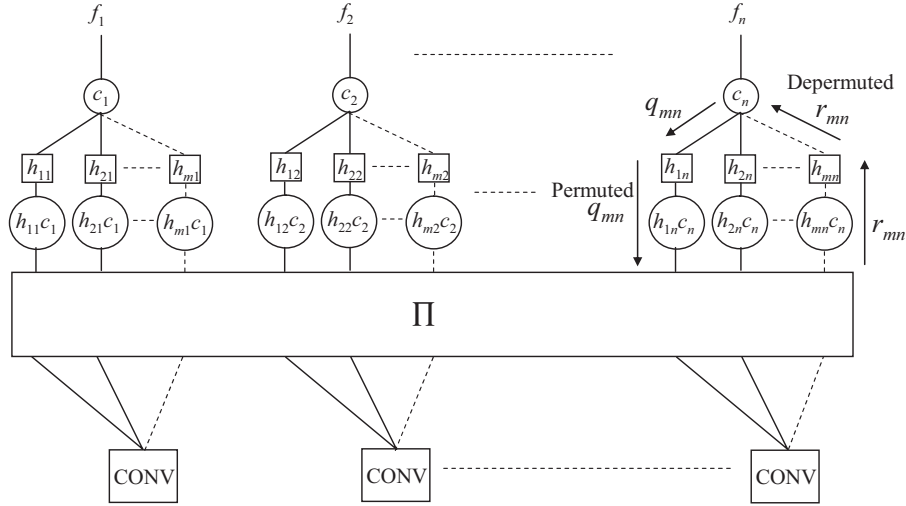 f₁ f₂ fₙ
c₁ c₂ cₙ
Depermuted
qₘₙ rₘₙ
h₁₁ h₂₁ hₘ₁ h₁₂ h₂₂ hₘ₂ h₁ₙ h₂ₙ hₘₙ
Permuted
qₘₙ
h₁₁c₁ h₂₁c₁ hₘ₁c₁ h₁₂c₂ h₂₂c₂ hₘ₂c₂ h₁ₙcₙ h₂ₙcₙ hₘₙcₙ
rₘₙ
Π
CONV CONV CONV